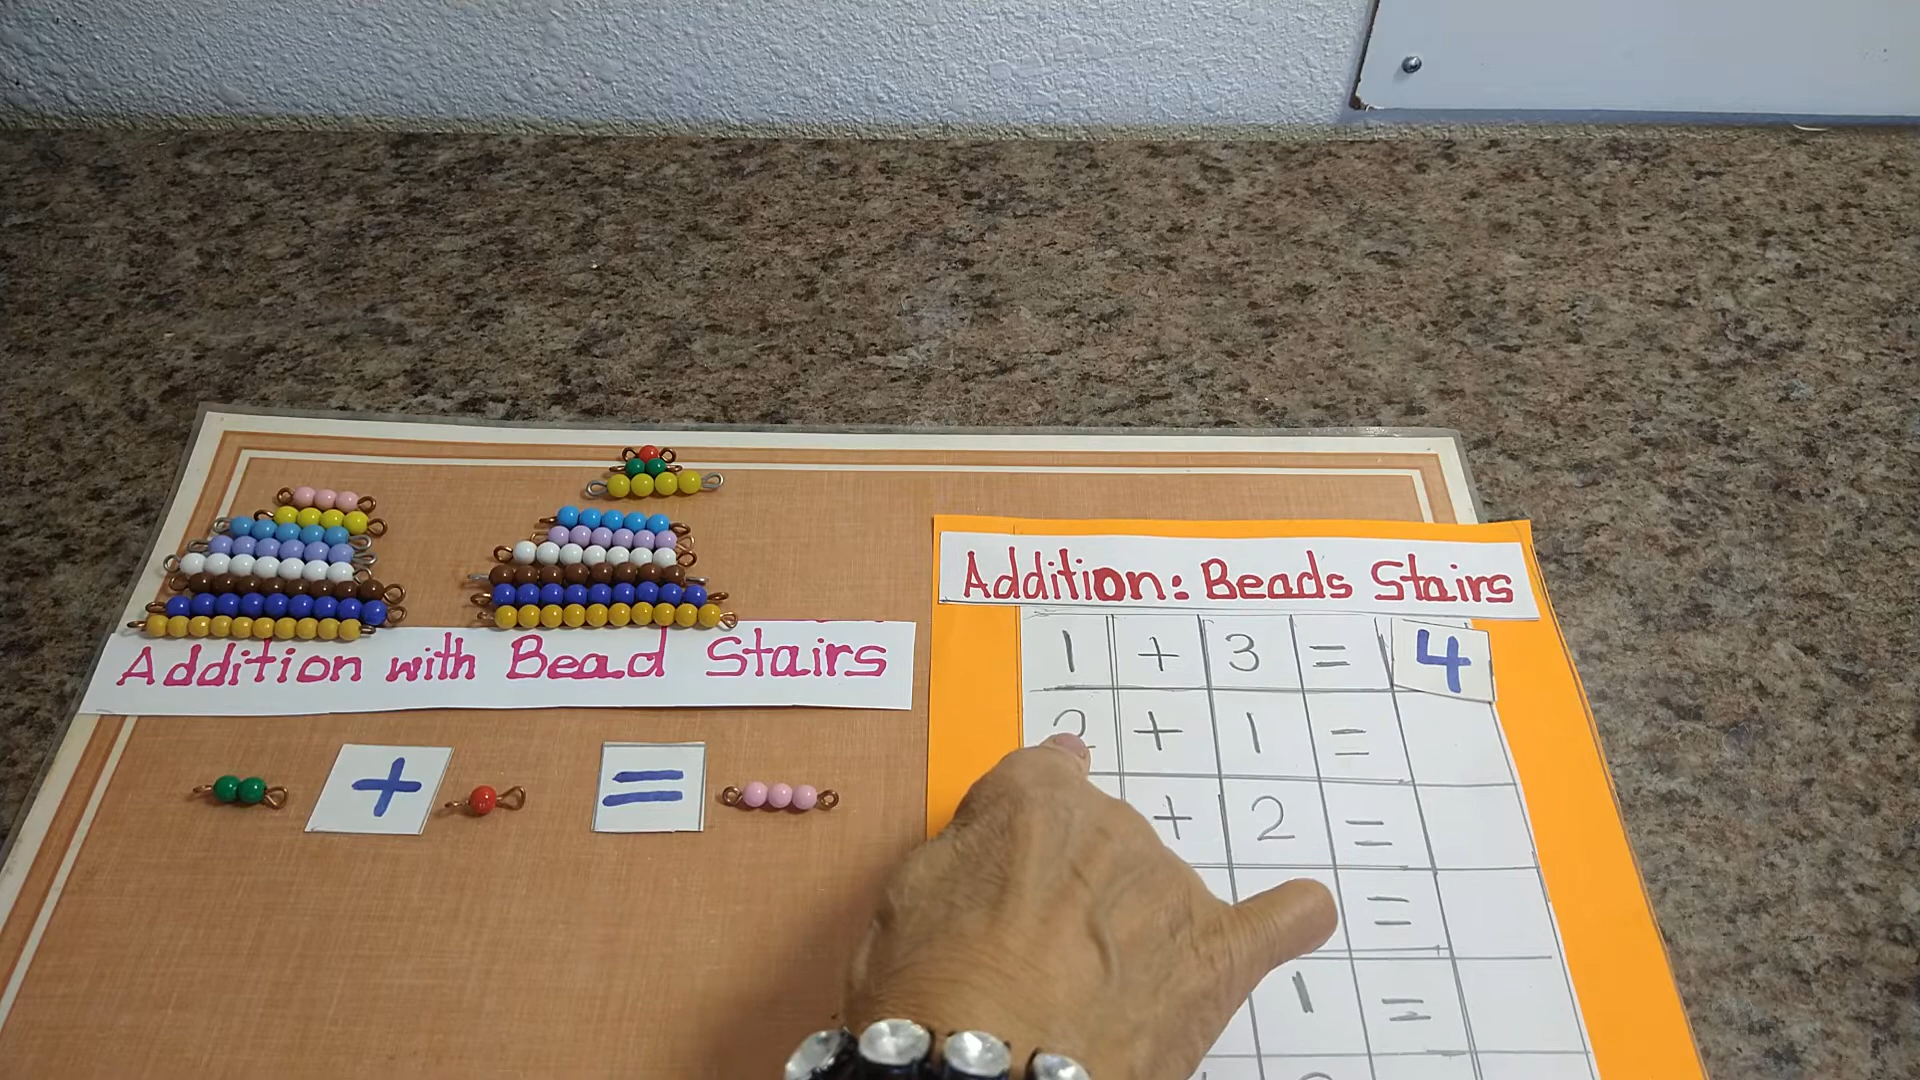 Addition with Bead Stairs
+ =
Addition: Beads Stairs
1 + 3 = 4
2 + 1 =
+ 2 =
=
1 =